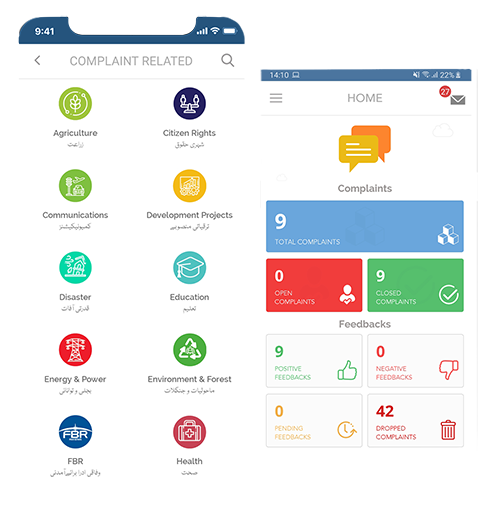 9:41
COMPLAINT RELATED
Agriculture
زراعت
Citizen Rights
شہری حقوق
Communications
کمیونیکیشنز
Development Projects
ترقیاتی منصوبے
Disaster
قدرتی آفات
Education
تعلیم
Energy & Power
بجلی و توانائی
Environment & Forest
ماحولیات و جنگلات
FBR
FBR
وفاقی ادارہ برائے آمدنی
Health
صحت
14:10
22%
HOME
27
Complaints
9
TOTAL COMPLAINTS
0
OPEN
COMPLAINTS
9
CLOSED
COMPLAINTS
Feedbacks
9
POSITIVE
FEEDBACKS
0
NEGATIVE
FEEDBACKS
0
PENDING
FEEDBACKS
42
DROPPED
COMPLAINTS